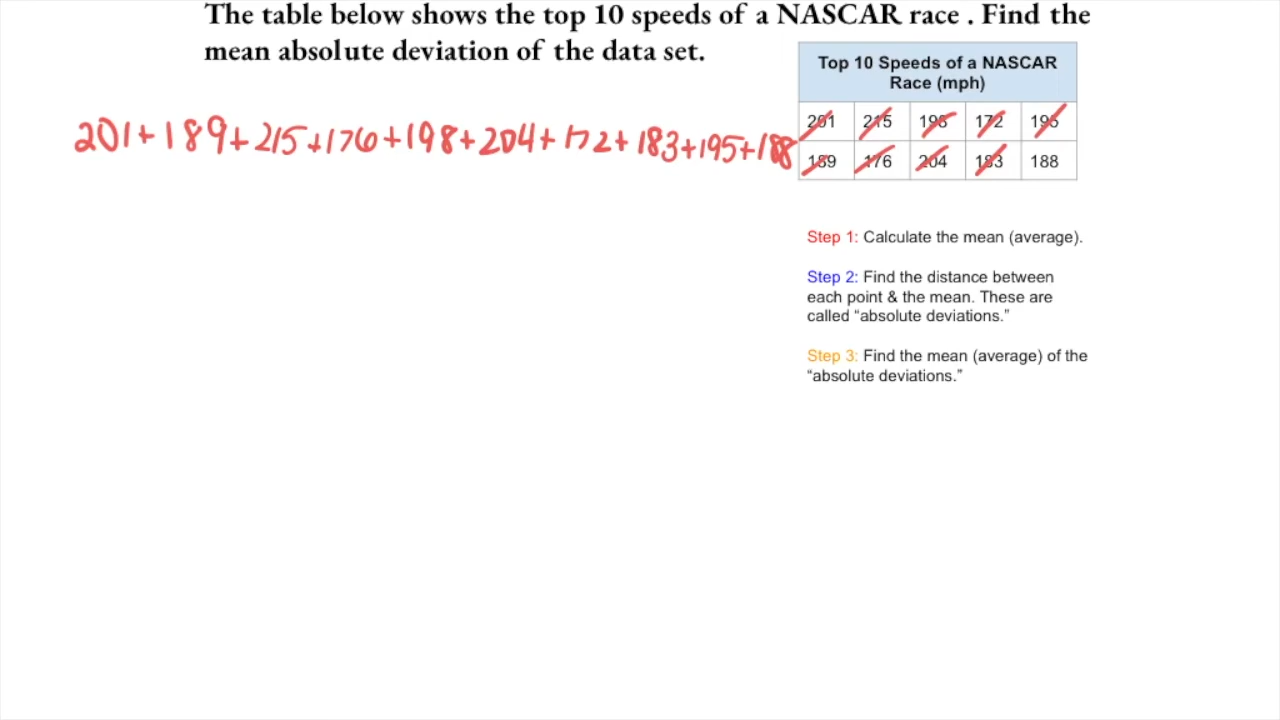 The table below shows the top 10 speeds of a NASCAR race . Find the
mean absolute deviation of the data set.
Top 10 Speeds of a NASCAR
Race (mph)
201 215 198 172 195
189 176 204 183 188
201+189+215+176+198+204+172+183+195+188
Step 1: Calculate the mean (average).
Step 2: Find the distance between
each point & the mean. These are
called “absolute deviations.”
Step 3: Find the mean (average) of the
“absolute deviations.”